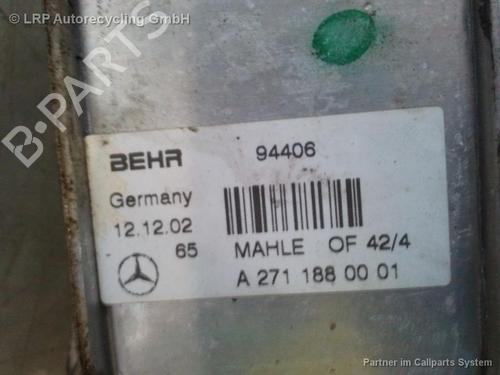 © LRP Autorecycling GmbH
B-PARTS
BEHR 94406
Germany
12.12.02
65 MAHLE OF 42/4
A 271 188 00 01
Partner im Callparts System